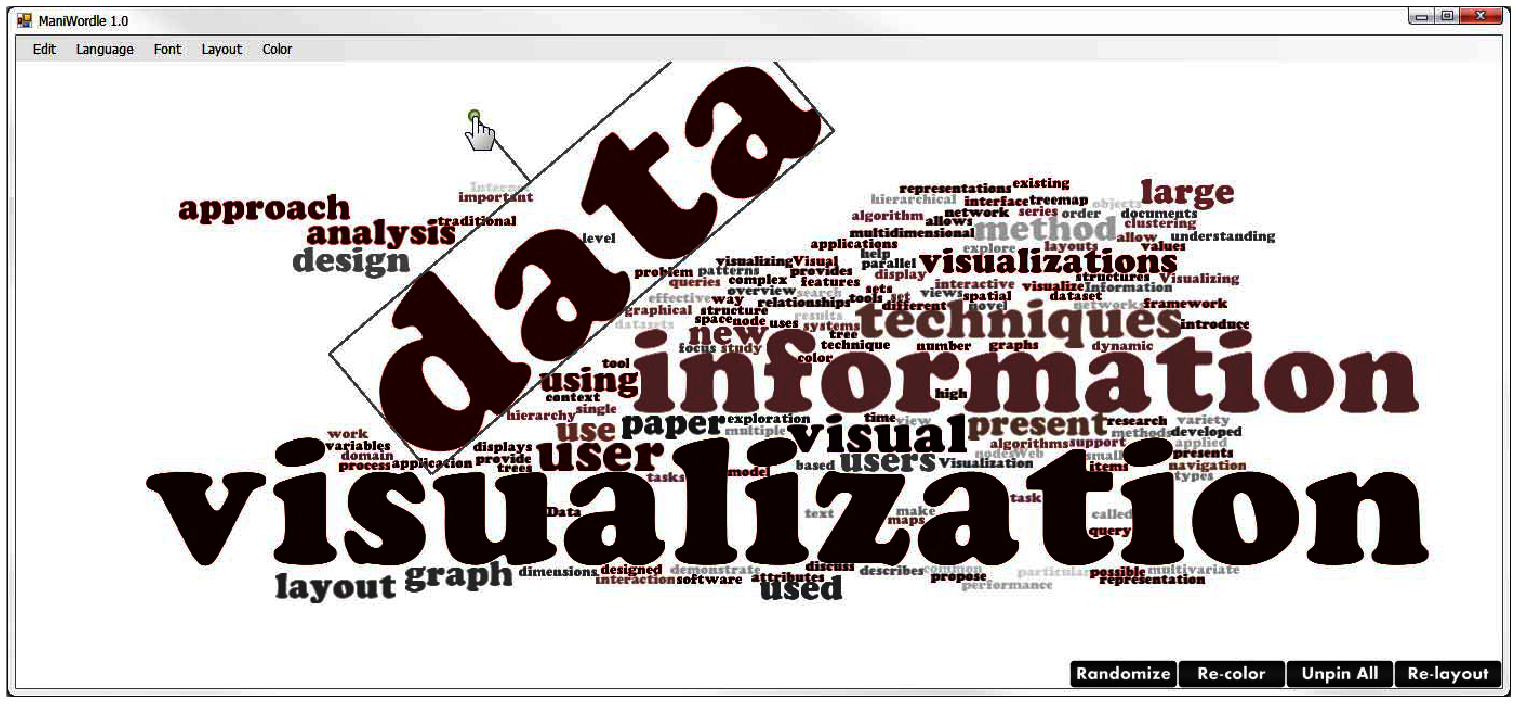 ManiWordle 1.0
Edit Language Font Layout Color
data
Internet
important
approach
traditional
analysis
design
level
representations existing
large
hierarchical interface treemap objects
algorithm network series order documents
allows clustering
multidimensional method allow understanding
applications explore layouts values
help
visualizing Visual parallel visualizations
problem patterns provides display structures Visualizing
queries complex features interactive visualize Information
overview search sets views spatial dataset
effective way relationships tools set different novel networks framework
graphical structure results techniques introduce
datasets space node uses systems
new tree
focus study technique number graphs dynamic
color
tool information
using
context high
hierarchy single
use paper exploration time view present research variety
multiple visual methods developed
work algorithms support applied
variables displays user nodes Web small presents
domain provide
process application trees based users Visualization items navigation
tasks model types
visualization
task
Data text make called
maps query
layout graph dimensions designed demonstrate discuss describes common particular possible multivariate
interaction software attributes propose representation
used performance
Randomize Re-color Unpin All Re-layout